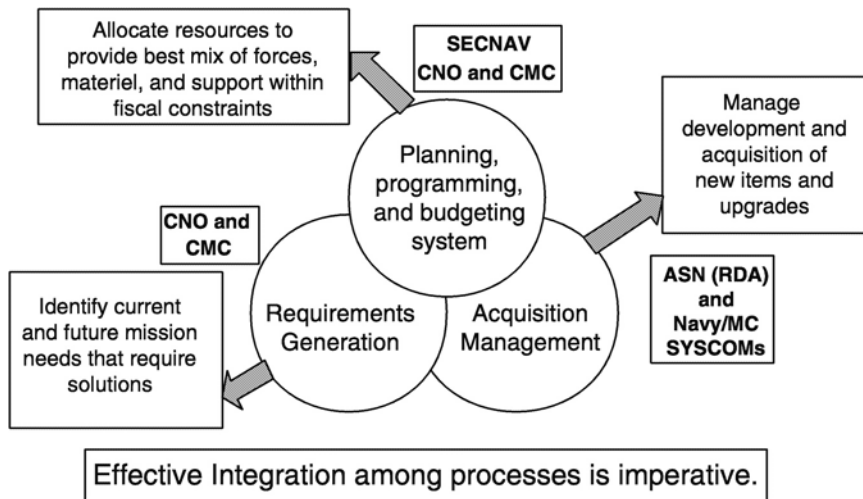 Allocate resources to
provide best mix of forces,
materiel, and support within
fiscal constraints
SECNAV
CNO and CMC
Manage
development and
acquisition of
new items and
upgrades
Planning,
programming,
and budgeting
system
CNO and
CMC
Identify current
and future mission
needs that require
solutions
Requirements
Generation
Acquisition
Management
ASN (RDA)
and
Navy/MC
SYSCOMs
Effective Integration among processes is imperative.